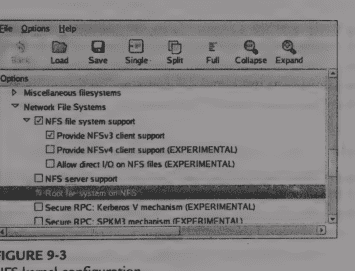 File Options Help
Back Load Save Single Split Full Collapse Expand
Options
Miscellaneous filesystems
Network File Systems
NFS file system support
Provide NFSv3 client support
Provide NFSv4 client support (EXPERIMENTAL)
Allow direct I/O on NFS files (EXPERIMENTAL)
NFS server support
Root file system on NFS
Secure RPC: Kerberos V mechanism (EXPERIMENTAL)
Secure RPC: SPKM3 mechanism (EXPERIMENTAL)
FIGURE 9-3
NFS kernel configuration